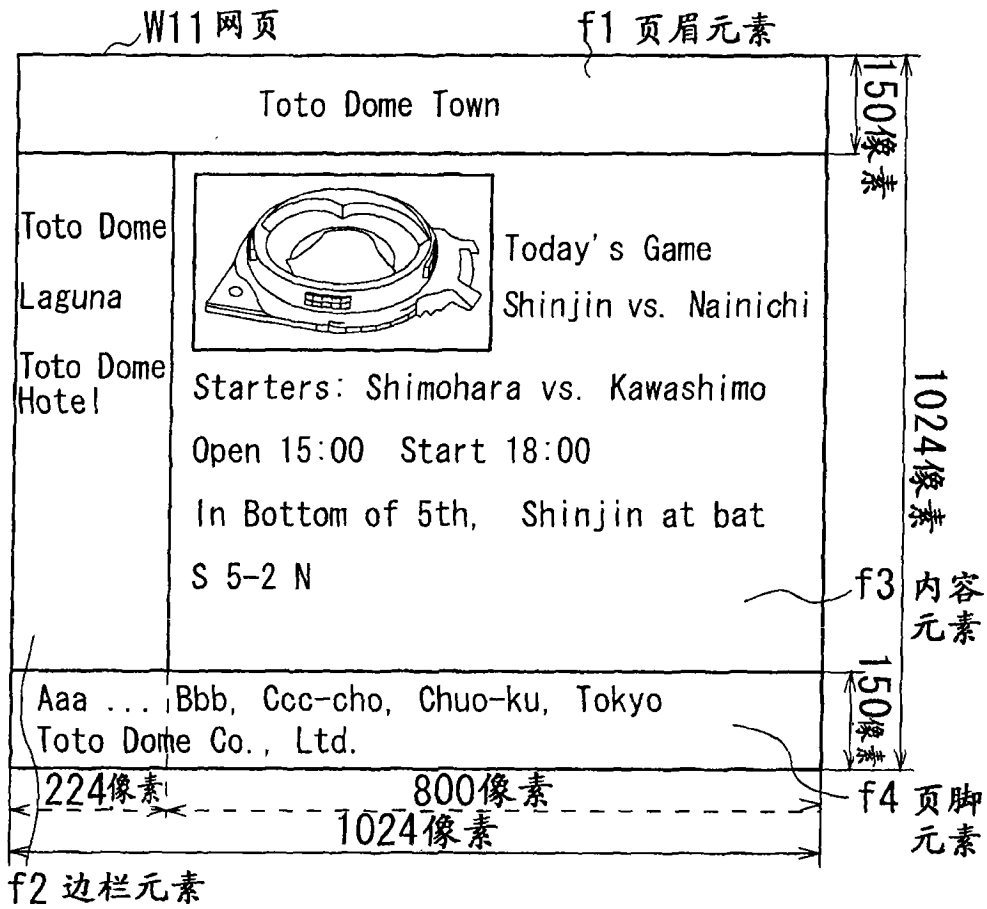 W11 网页
f1 页眉元素
Toto Dome Town
150像素
Toto Dome
Laguna
Toto Dome
Hotel
Today's Game
Shinjin vs. Nainichi
Starters: Shimohara vs. Kawashimo
Open 15:00 Start 18:00
In Bottom of 5th, Shinjin at bat
S 5-2 N
1024像素
f3 内容
元素
Aaa ... Bbb, Ccc-cho, Chuo-ku, Tokyo
Toto Dome Co., Ltd.
150像素
224像素
800像素
1024像素
f4 页脚
元素
f2 边栏元素